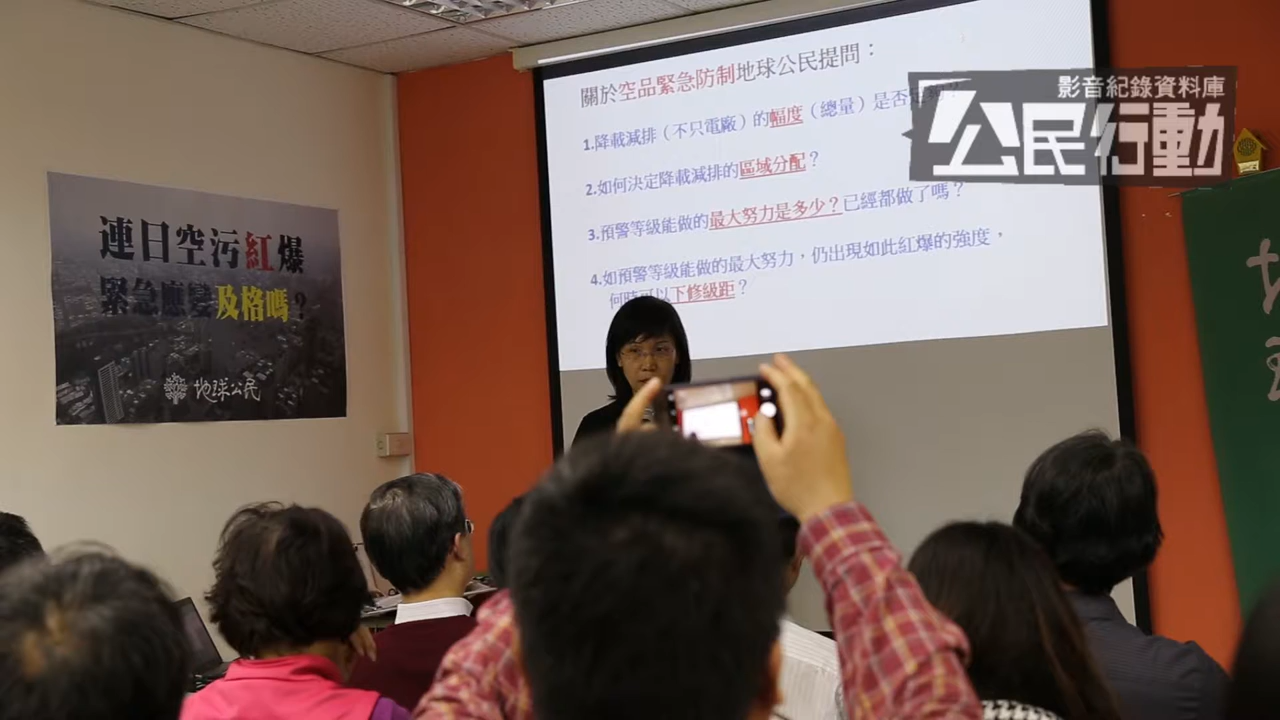 影音紀錄資料庫
公民行動
關於空品緊急防制地球公民提問：
1.降載減排（不只電廠）的幅度（總量）是否
2.如何決定降載減排的區域分配？
3.預警等級能做的最大努力是多少？已經都做了嗎？
4.如預警等級能做的最大努力，仍出現如此紅爆的強度，
何時可以下修級距？
連日空污紅爆
緊急應變及格嗎？
地球公民
地
球